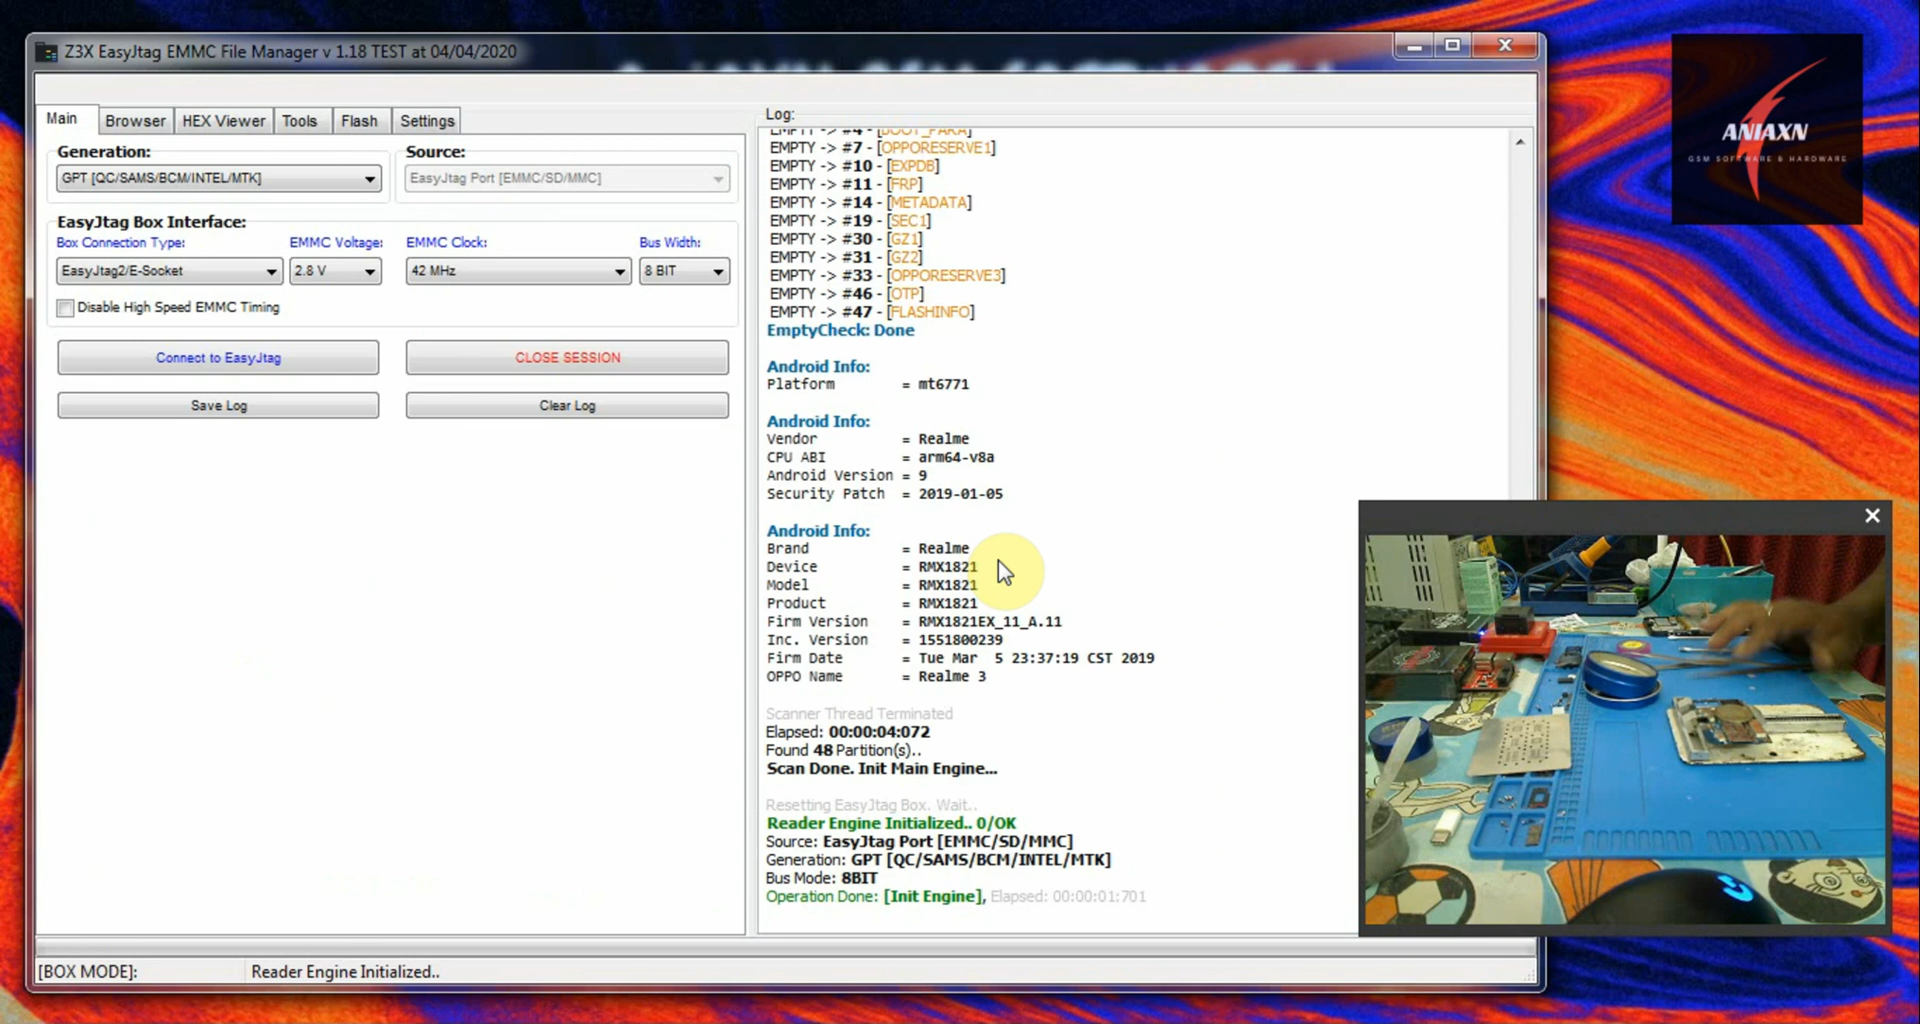 Z3X EasyJtag EMMC File Manager v 1.18 TEST at 04/04/2020
Main
Browser
HEX Viewer
Tools
Flash
Settings
Generation:
GPT [QC/SAMS/BCM/INTEL/MTK]
Source:
EasyJtag Port [EMMC/SD/MMC]
EasyJtag Box Interface:
Box Connection Type:
EMMC Voltage:
EMMC Clock:
Bus Width:
EasyJtag2/E-Socket
2.8 V
42 MHz
8 BIT
Disable High Speed EMMC Timing
Connect to EasyJtag
CLOSE SESSION
Save Log
Clear Log
Log:
EMPTY -> #4 - [BOOT_PARA]
EMPTY -> #7 - [OPPORESERVE1]
EMPTY -> #10 - [EXPDB]
EMPTY -> #11 - [FRP]
EMPTY -> #14 - [METADATA]
EMPTY -> #19 - [SEC1]
EMPTY -> #30 - [GZ1]
EMPTY -> #31 - [GZ2]
EMPTY -> #33 - [OPPORESERVE3]
EMPTY -> #46 - [OTP]
EMPTY -> #47 - [FLASHINFO]
EmptyCheck: Done
Android Info:
Platform = mt6771
Android Info:
Vendor = Realme
CPU ABI = arm64-v8a
Android Version = 9
Security Patch = 2019-01-05
Android Info:
Brand = Realme
Device = RMX1821
Model = RMX1821
Product = RMX1821
Firm Version = RMX1821EX_11_A.11
Inc. Version = 1551800239
Firm Date = Tue Mar 5 23:37:19 CST 2019
OPPO Name = Realme 3
Scanner Thread Terminated
Elapsed: 00:00:04:072
Found 48 Partition(s)..
Scan Done. Init Main Engine...
Resetting EasyJtag Box. Wait..
Reader Engine Initialized.. 0/OK
Source: EasyJtag Port [EMMC/SD/MMC]
Generation: GPT [QC/SAMS/BCM/INTEL/MTK]
Bus Mode: 8BIT
Operation Done: [Init Engine], Elapsed: 00:00:01:701
[BOX MODE]:
Reader Engine Initialized..
ANIAXN
GSM SOFTWARE & HARDWARE